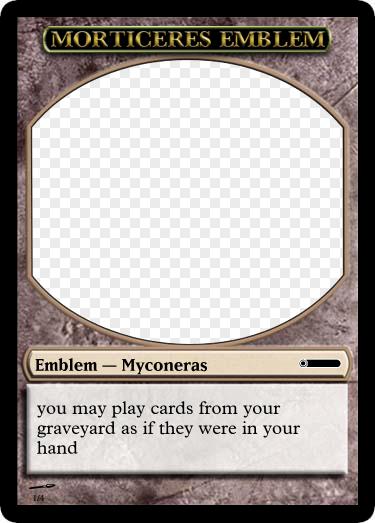 MORTICERES EMBLEM
Emblem — Myconeras
you may play cards from your
graveyard as if they were in your
hand
1/4